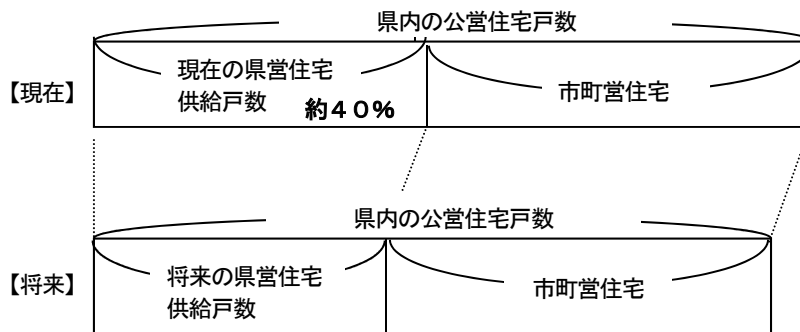 県内の公営住宅戸数
【現在】
現在の県営住宅
供給戸数 約40%
市町営住宅
県内の公営住宅戸数
【将来】
将来の県営住宅
供給戸数
市町営住宅